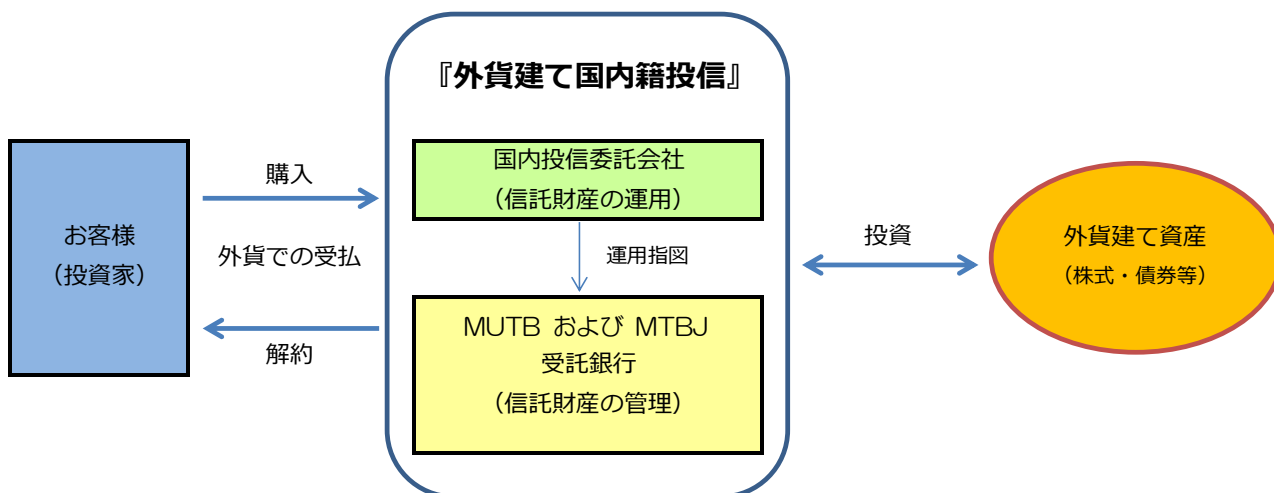 『外貨建て国内籍投信』
お客様
（投資家）
購入
外貨での受払
解約
国内投信委託会社
（信託財産の運用）
運用指図
MUTB および MTBJ
受託銀行
（信託財産の管理）
投資
外貨建て資産
（株式・債券等）